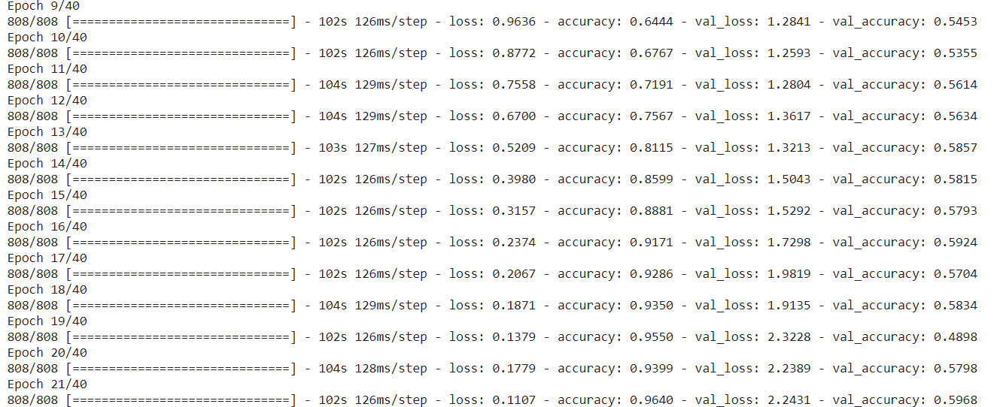 Epoch 9/40
808/808 [==============================] - 102s 126ms/step - loss: 0.9636 - accuracy: 0.6444 - val_loss: 1.2841 - val_accuracy: 0.5453
Epoch 10/40
808/808 [==============================] - 102s 126ms/step - loss: 0.8772 - accuracy: 0.6767 - val_loss: 1.2593 - val_accuracy: 0.5355
Epoch 11/40
808/808 [==============================] - 104s 129ms/step - loss: 0.7558 - accuracy: 0.7191 - val_loss: 1.2804 - val_accuracy: 0.5614
Epoch 12/40
808/808 [==============================] - 104s 129ms/step - loss: 0.6700 - accuracy: 0.7567 - val_loss: 1.3617 - val_accuracy: 0.5634
Epoch 13/40
808/808 [==============================] - 103s 127ms/step - loss: 0.5209 - accuracy: 0.8115 - val_loss: 1.3213 - val_accuracy: 0.5857
Epoch 14/40
808/808 [==============================] - 102s 126ms/step - loss: 0.3980 - accuracy: 0.8599 - val_loss: 1.5043 - val_accuracy: 0.5815
Epoch 15/40
808/808 [==============================] - 102s 126ms/step - loss: 0.3157 - accuracy: 0.8881 - val_loss: 1.5292 - val_accuracy: 0.5793
Epoch 16/40
808/808 [==============================] - 102s 126ms/step - loss: 0.2374 - accuracy: 0.9171 - val_loss: 1.7298 - val_accuracy: 0.5924
Epoch 17/40
808/808 [==============================] - 102s 126ms/step - loss: 0.2067 - accuracy: 0.9286 - val_loss: 1.9819 - val_accuracy: 0.5704
Epoch 18/40
808/808 [==============================] - 104s 129ms/step - loss: 0.1871 - accuracy: 0.9350 - val_loss: 1.9135 - val_accuracy: 0.5834
Epoch 19/40
808/808 [==============================] - 102s 126ms/step - loss: 0.1379 - accuracy: 0.9550 - val_loss: 2.3228 - val_accuracy: 0.4898
Epoch 20/40
808/808 [==============================] - 104s 128ms/step - loss: 0.1779 - accuracy: 0.9399 - val_loss: 2.2389 - val_accuracy: 0.5798
Epoch 21/40
808/808 [==============================] - 102s 126ms/step - loss: 0.1107 - accuracy: 0.9640 - val_loss: 2.2431 - val_accuracy: 0.5968